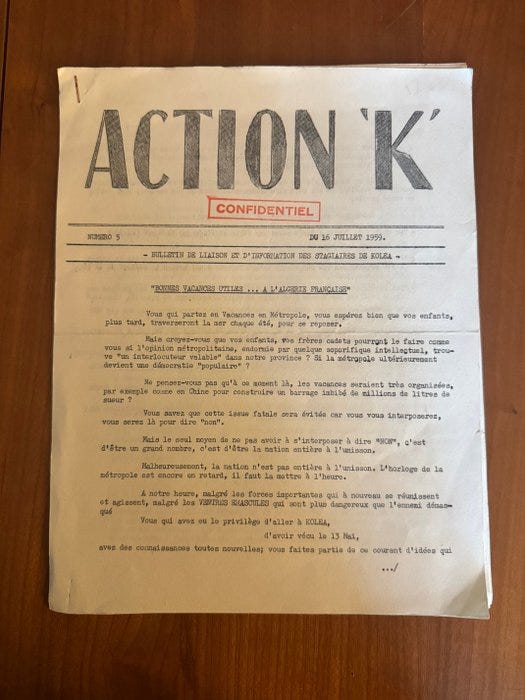 ACTION 'K'
CONFIDENTIEL
NUMERO 5 DU 16 JUILLET 1959.
- BULLETIN DE LIAISON ET D'INFORMATION DES STAGIAIRES DE KOLEA -
"BONNES VACANCES UTILES ... A L'ALGERIE FRANÇAISE"
Vous qui partez en Vacances en Métropole, vous espérez bien que vos enfants,
plus tard, traverseront la mer chaque été, pour se reposer.
Mais croyez-vous que vos enfants, vos frères cadets pourront le faire comme
vous si l'opinion métropolitaine, endormie par quelque soporifique intellectuel, trou-
ve "un interlocuteur valable" dans notre province ? Si la métropole ultérieurement
devient une démocratie "populaire" ?
Ne pensez-vous pas qu'à ce moment là, les vacances seraient très organisées,
par exemple comme en Chine pour construire un barrage imbibé de millions de litres de
sueur ?
Vous savez que cette issue fatale sera évitée car vous vous interposerez,
vous serez là pour dire "non".
Mais le seul moyen de ne pas avoir à s'interposer à dire "NON", c'est
d'être un grand nombre, c'est d'être la nation entière à l'unisson.
Malheureusement, la nation n'est pas entière à l'unisson. L'horloge de la
métropole est encore en retard, il faut la mettre à l'heure.
A notre heure, malgré les forces importantes qui à nouveau se réunissent
et agissent, malgré les VENTRES EMASCULES qui sont plus dangereux que l'ennemi démas-
qué
Vous qui avez eu le privilège d'aller à KOLEA,
d'avoir vécu le 13 Mai,
avez des connaissances toutes nouvelles; vous faites partie de ce courant d'idées qui
.../